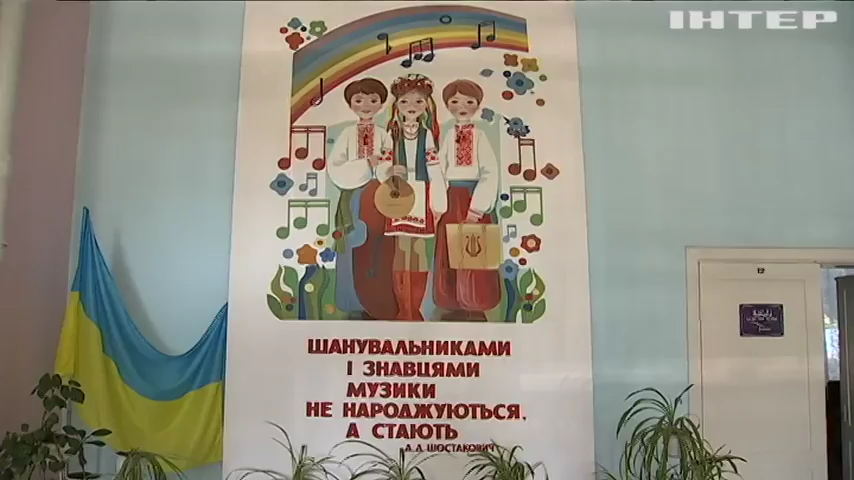 ІНТЕР
ШАНУВАЛЬНИКАМИ
І ЗНАВЦЯМИ
МУЗИКИ
НЕ НАРОДЖУЮТЬСЯ,
А СТАЮТЬ
Д. Д. ШОСТАКОВИЧ